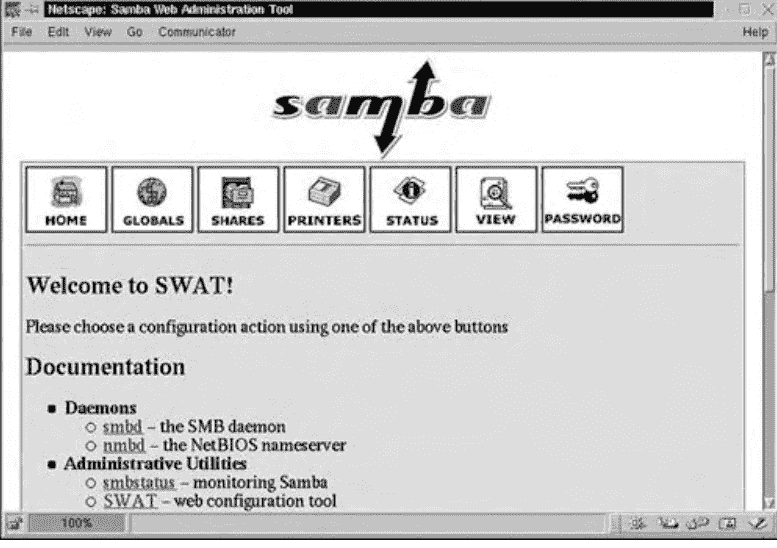 Netscape: Samba Web Administration Tool
File Edit View Go Communicator Help
samba
HOME GLOBALS SHARES PRINTERS STATUS VIEW PASSWORD
Welcome to SWAT!
Please choose a configuration action using one of the above buttons
Documentation
Daemons
smbd – the SMB daemon
nmbd – the NetBIOS nameserver
Administrative Utilities
smbstatus – monitoring Samba
SWAT – web configuration tool
100%